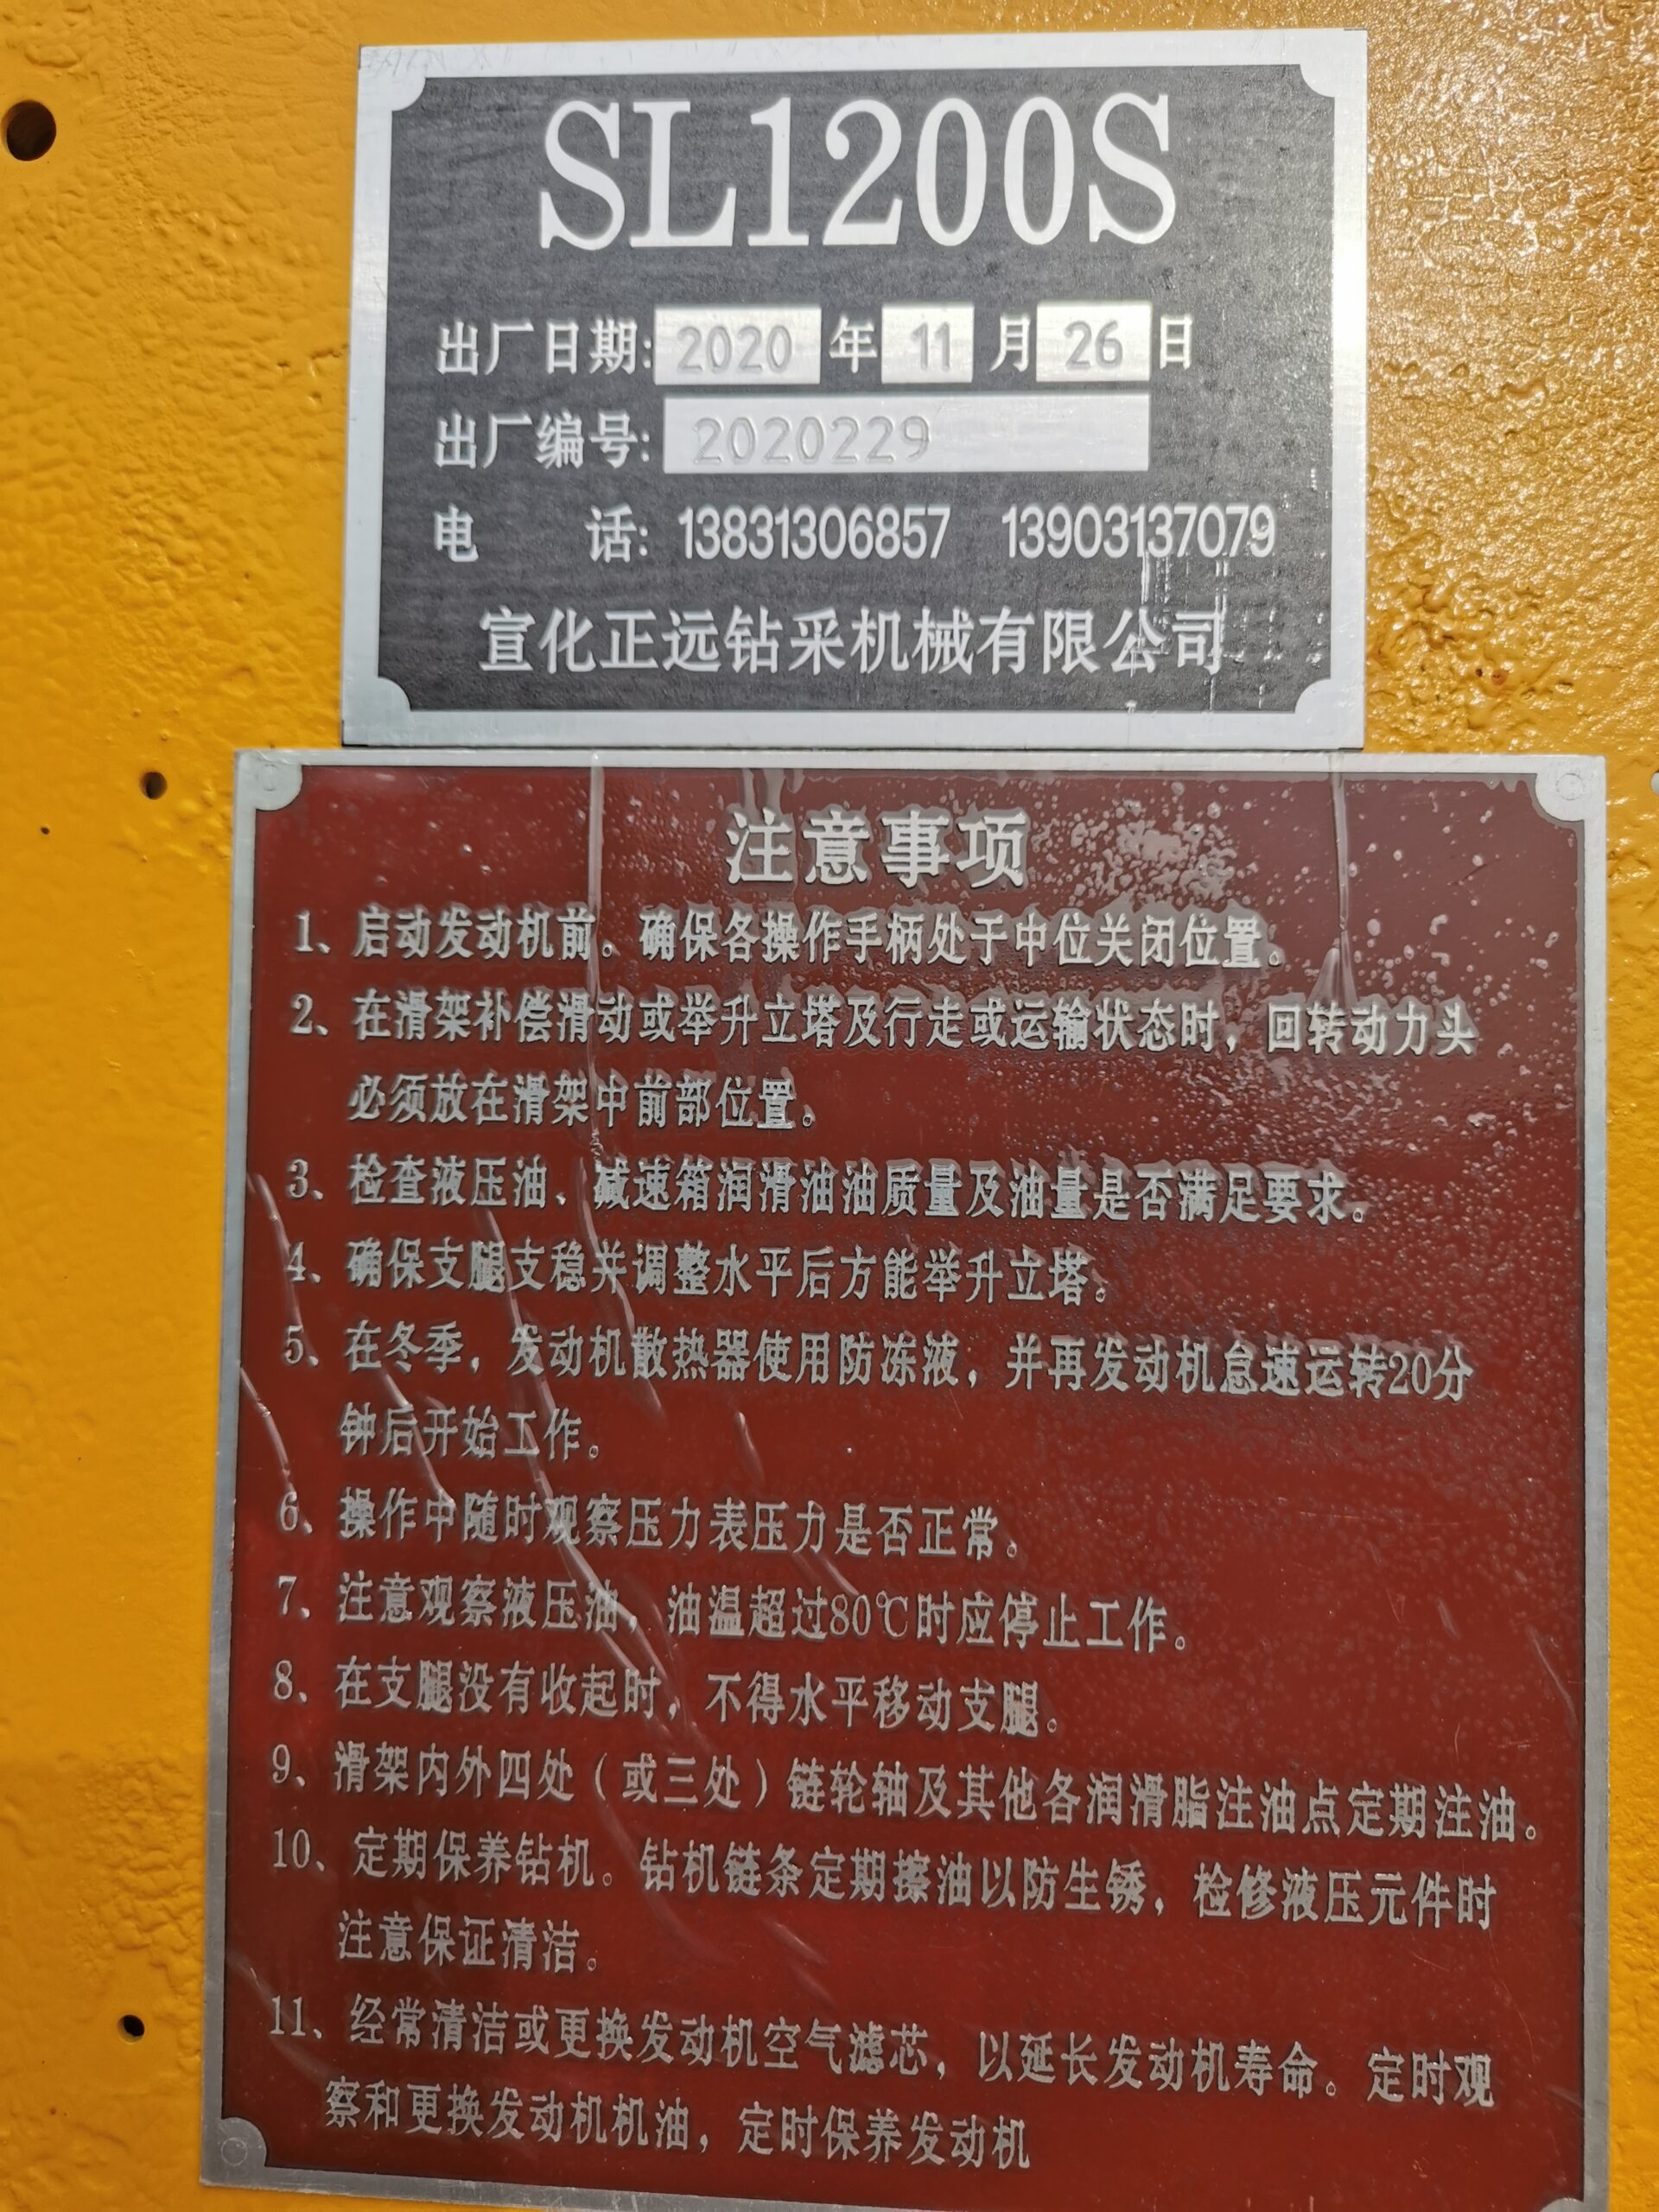 SL1200S
出厂日期: 2020 年 11 月 26 日
出厂编号: 2020229
电 话: 13831306857 13903137079
宣化正远钻采机械有限公司
注意事项
1、启动发动机前。确保各操作手柄处于中位关闭位置。
2、在滑架补偿滑动或举升立塔及行走或运输状态时，回转动力头
必须放在滑架中前部位置。
3、检查液压油、减速箱润滑油油质量及油量是否满足要求。
4、确保支腿支稳并调整水平后方能举升立塔。
5、在冬季，发动机散热器使用防冻液，并再发动机怠速运转20分
钟后开始工作。
6、操作中随时观察压力表压力是否正常。
7、注意观察液压油，油温超过80℃时应停止工作。
8、在支腿没有收起时，不得水平移动支腿。
9、滑架内外四处（或三处）链轮轴及其他各润滑脂注油点定期注油。
10、定期保养钻机。钻机链条定期擦油以防生锈，检修液压元件时
注意保证清洁。
11、经常清洁或更换发动机空气滤芯，以延长发动机寿命。定时观
察和更换发动机机油，定时保养发动机